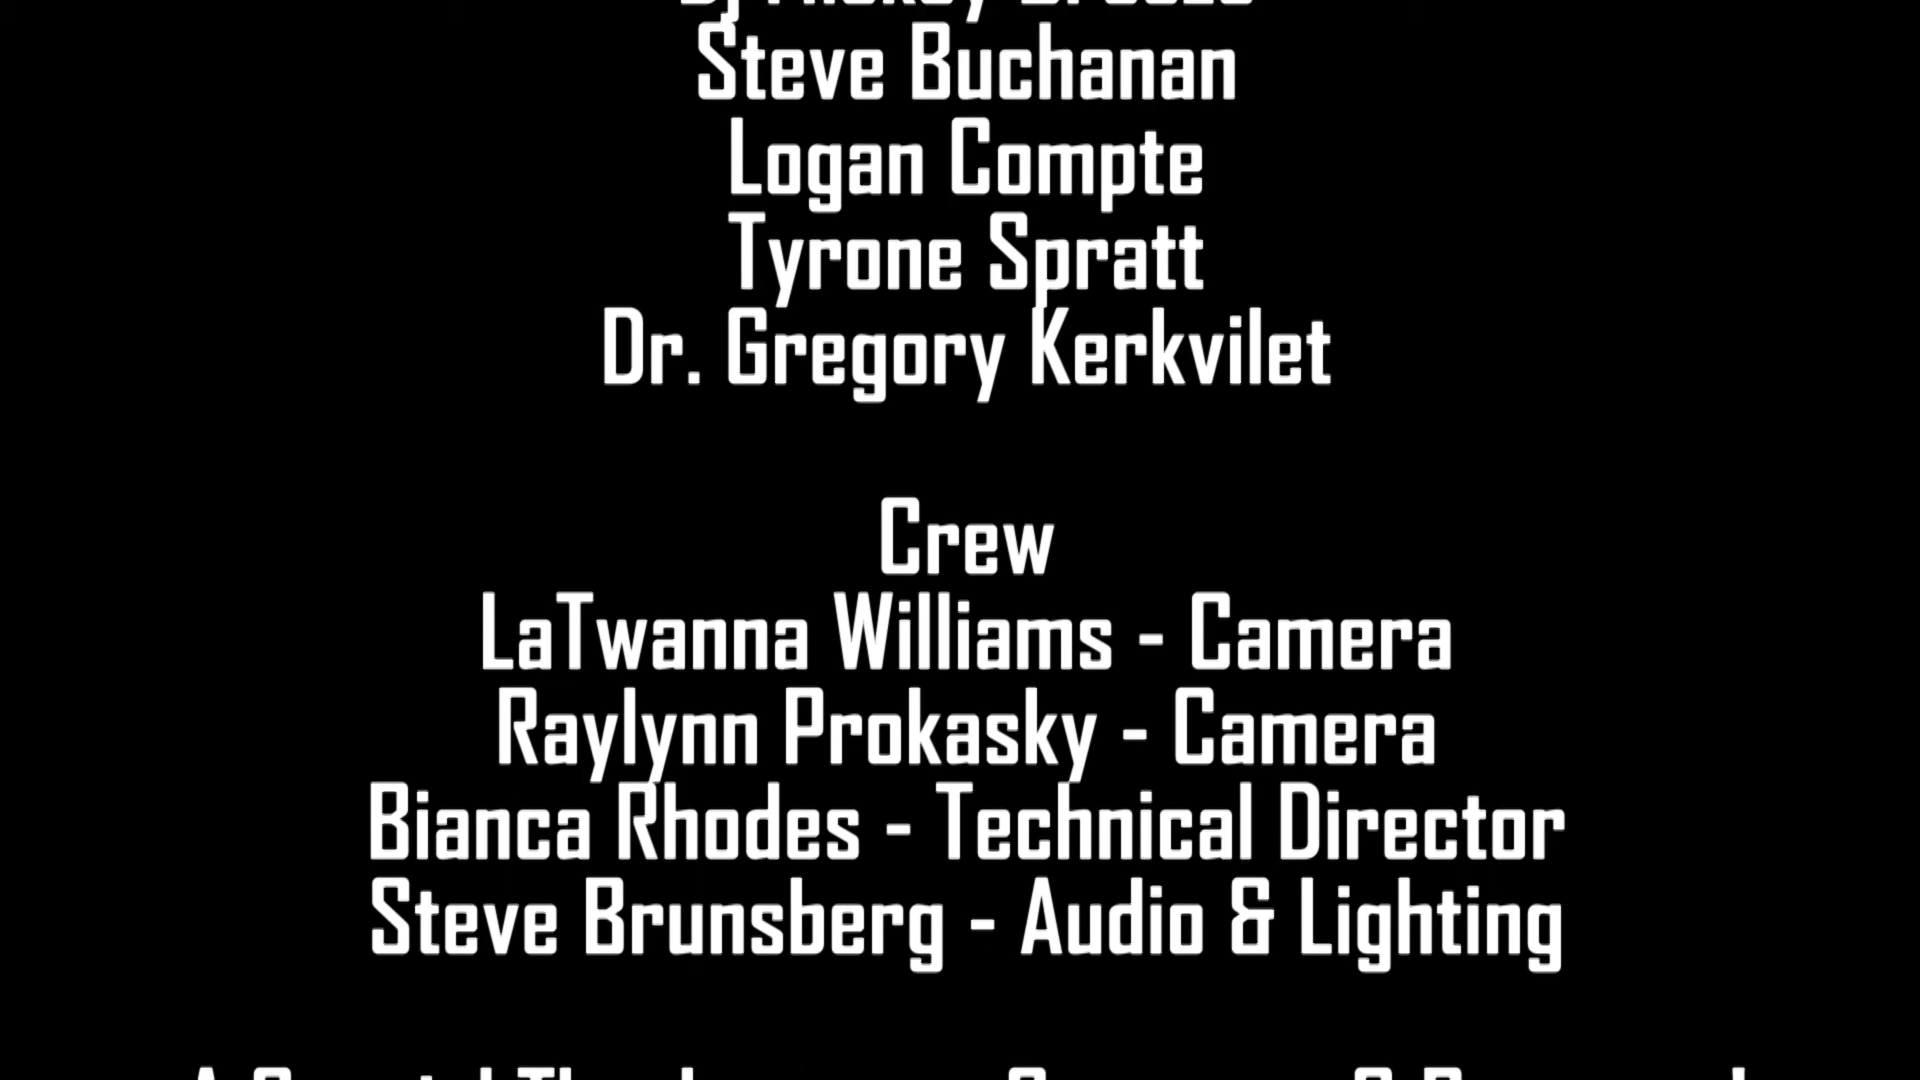 Steve Buchanan
Logan Compte
Tyrone Spratt
Dr. Gregory Kerkvilet
Crew
LaTwanna Williams - Camera
Raylynn Prokasky - Camera
Bianca Rhodes - Technical Director
Steve Brunsberg - Audio & Lighting